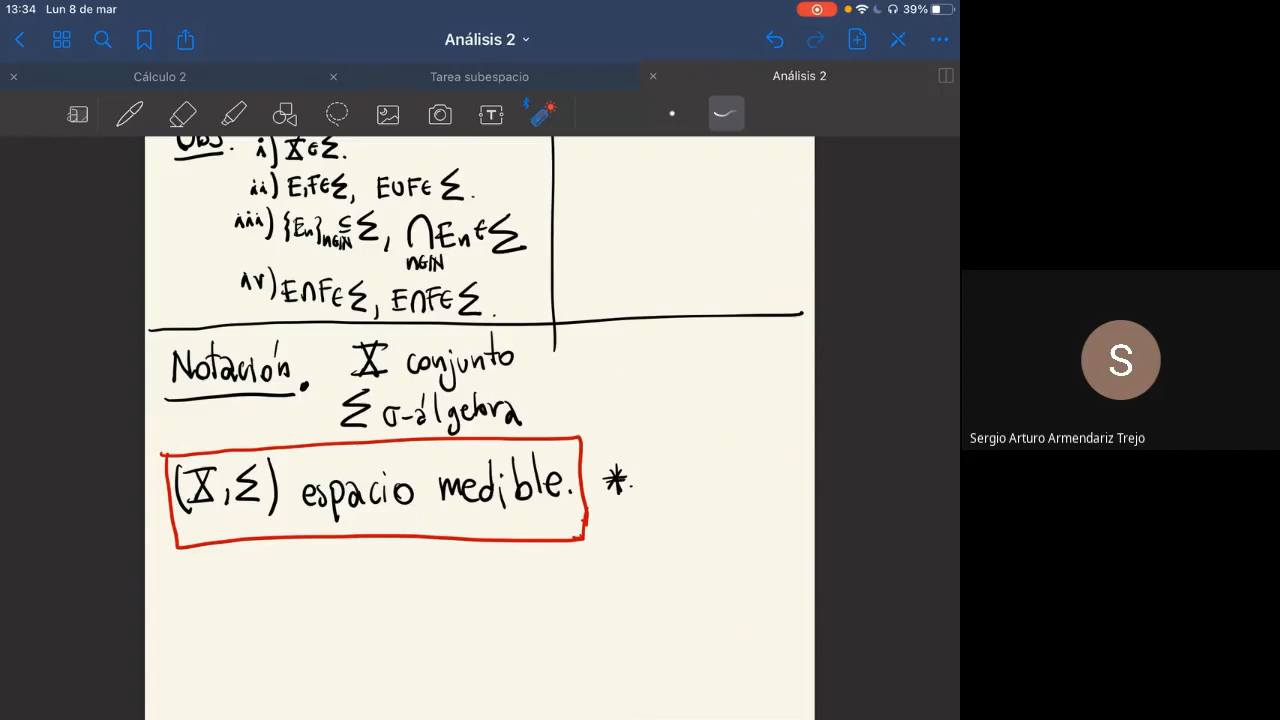 13:34 Lun 8 de mar
39%
Análisis 2
Cálculo 2
Tarea subespacio
Análisis 2
T
Obs. i) X∈Σ.
ii) E,F∈Σ, E∪F∈Σ.
iii) {En}n∈ℕ ⊆ Σ, ⋂n∈ℕ En ∈ Σ
iv) E∩F∈Σ, E∩F∈Σ.
Notación. X conjunto
Σ σ-álgebra
(X,Σ) espacio medible. *.
S
Sergio Arturo Armendariz Trejo